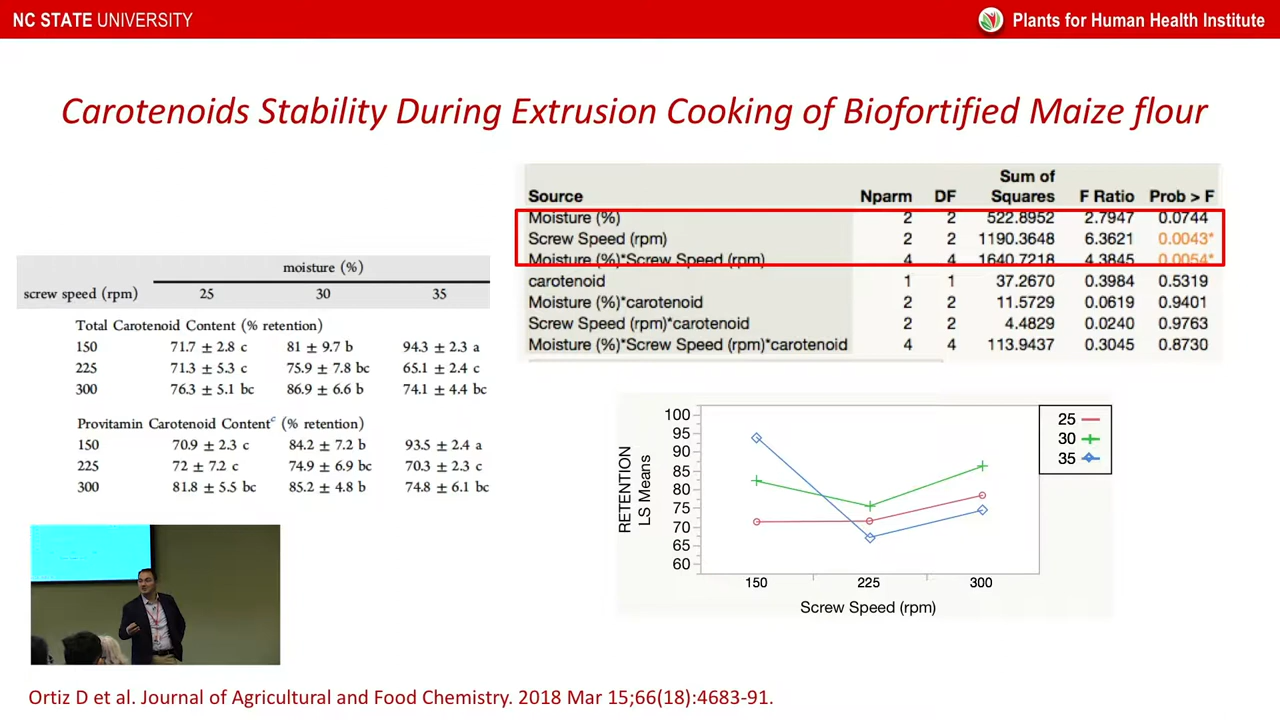 NC STATE UNIVERSITY
Plants for Human Health Institute
Carotenoids Stability During Extrusion Cooking of Biofortified Maize flour
moisture (%)
screw speed (rpm) 25 30 35
Total Carotenoid Content (% retention)
150 71.7 ± 2.8 c 81 ± 9.7 b 94.3 ± 2.3 a
225 71.3 ± 5.3 c 75.9 ± 7.8 bc 65.1 ± 2.4 c
300 76.3 ± 5.1 bc 86.9 ± 6.6 b 74.1 ± 4.4 bc
Provitamin Carotenoid Contentᶜ (% retention)
150 70.9 ± 2.3 c 84.2 ± 7.2 b 93.5 ± 2.4 a
225 72 ± 7.2 c 74.9 ± 6.9 bc 70.3 ± 2.3 c
300 81.8 ± 5.5 bc 85.2 ± 4.8 b 74.8 ± 6.1 bc
Sum of
Source Nparm DF Squares F Ratio Prob > F
Moisture (%) 2 2 522.8952 2.7947 0.0744
Screw Speed (rpm) 2 2 1190.3648 6.3621 0.0043*
Moisture (%)*Screw Speed (rpm) 4 4 1640.7218 4.3845 0.0054*
carotenoid 1 1 37.2670 0.3984 0.5319
Moisture (%)*carotenoid 2 2 11.5729 0.0619 0.9401
Screw Speed (rpm)*carotenoid 2 2 4.4829 0.0240 0.9763
Moisture (%)*Screw Speed (rpm)*carotenoid 4 4 113.9437 0.3045 0.8730
RETENTION
LS Means
100
95
90
85
80
75
70
65
60
150 225 300
Screw Speed (rpm)
25
30
35
Ortiz D et al. Journal of Agricultural and Food Chemistry. 2018 Mar 15;66(18):4683-91.